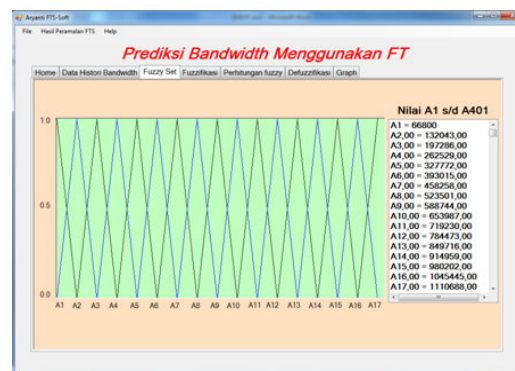 Aryanti FTS-Soft
File Hasil Peramalan FTS Help
Prediksi Bandwidth Menggunakan FT
Home Data Histori Bandwidth Fuzzy Set Fuzzifikasi Perhitungan fuzzy Defuzzifikasi Graph
Nilai A1 s/d A401
1.0
0.5
0.0
A1 A2 A3 A4 A5 A6 A7 A8 A9 A10 A11 A12 A13 A14 A15 A16 A17
A1 = 66800
A2,00 = 132043,00
A3,00 = 197286,00
A4,00 = 262529,00
A5,00 = 327772,00
A6,00 = 393015,00
A7,00 = 458258,00
A8,00 = 523501,00
A9,00 = 588744,00
A10,00 = 653987,00
A11,00 = 719230,00
A12,00 = 784473,00
A13,00 = 849716,00
A14,00 = 914959,00
A15,00 = 980202,00
A16,00 = 1045445,00
A17,00 = 1110688,00